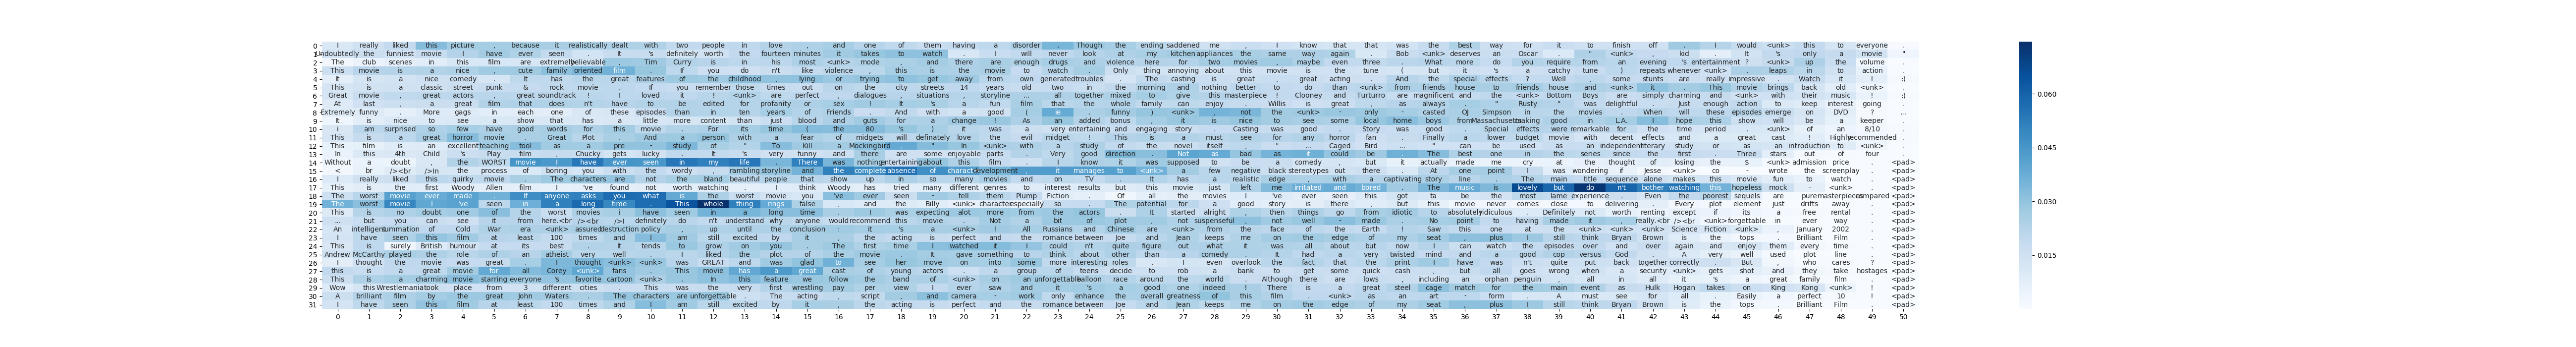 0 I really liked this picture , because it realistically dealt with two people in love , and one of them having a disorder . Though the ending saddened me , I know that that was the best way for it to finish off . I would <unk> this to everyone .
1 Undoubtedly the funniest movie I have ever seen . It 's definitely worth the fourteen minutes it takes to watch . I will never look at my kitchen appliances the same way again . Bob <unk> deserves an Oscar . " <unk> , kid . It 's only a movie "
2 The club scenes in this film are extremely believable . Tim Curry is in his most <unk> mode , and there are enough drugs and violence here for two movies , maybe even three . What more do you require from an evening 's entertainment ? <unk> up the volume .
3 This movie is a nice , cute family oriented film . If you do n't like violence , this is the movie to watch . Only thing annoying about this movie is the tune ( but it 's a catchy tune ) repeats whenever <unk> . leaps in to action .
4 It is a nice comedy . It has the great features of the childhood , lying or trying to get away from own generated troubles . The casting is great , great acting . And the special effects ? Well , some stunts are really impressive . Watch it !
5 This is a classic street punk & rock movie . If you remember those times out on the city streets 14 years old two in the morning and nothing better to do than <unk> from friends house to friends house and <unk> it . This movie brings back old <unk> . :)
6 Great movie , great actors , great soundtrack ! I loved it ! <unk> are perfect , dialogues , situations , storyline ... all together mixed to give this masterpiece ! Clooney and Turturro are magnificent and the <unk> Bottom Boys are simply charming and <unk> with their music ! :)
7 At last , a great film that does n't have to be edited for profanity or sex ! It 's a fun film that the whole family can enjoy . Willis is great , as always . " Rusty " was delightful . Just enough action to keep interest going .
8 Extremely funny . More gags in each one of these episodes than in ten years of Friends . And with a good ( ie , funny ) <unk> not the <unk> , only - casted OJ Simpson in the movies . When will these episodes emerge on DVD ? ...
9 It is nice to see a show that has a little more content than just blood and guts for a change ! An added bonus , it is nice to see some local home boys from Massachusetts making good in L.A. I hope this show will be a keeper .
10 i am surprised so few have good words for this movie . For its time ( the 80 's ) it was a very entertaining and engaging story . Casting was good . Story was good . Special effects were remarkable for the time period . <unk> of an 8/10 .
11 This is a great horror movie . Great Plot . And a person with a fear of midgets will definately love the evil midget ! This is a must see for any horror fan . Finally a lower budget movie with decent effects and a great cast ! Highly recommended .
12 This film is an excellent teaching tool as a pre - study of " To Kill a Mockingbird . " In <unk> with a study of the novel itself , " ... Caged Bird ... " can be used as an independent literary study or as an introduction to <unk> .
13 In this 4th Child 's Play film , Chucky gets lucky . It 's very funny and there are some enjoyable parts . Very good direction . Not as bad as it could be . The best one in the series since the first . Three stars out of four
14 Without a doubt , the WORST movie I have ever seen in my life . There was nothing entertaining about this film . I know it was supposed to be a comedy , but it actually made me cry at the thought of losing my $ <unk> admission price . <pad>
15 < br /><br />In the process of boring you with the wordy , rambling storyline and the complete absence of character development , it manages to <unk> a few negative black stereotypes out there . At one point I was wondering if Jesse <unk> co - wrote the screenplay . <pad>
16 I really liked this quirky movie . The characters are not the bland beautiful people that show up in so many movies and on TV . It has a realistic edge , with a captivating story line . The main title sequence alone makes this movie fun to watch . <pad>
17 This is the first Woody Allen film I 've found not worth watching . I think Woody has tried many different genres to interest results but this movie just left me irritated and bored . The music is lovely but do n't bother watching this hopeless mock - <unk> . <pad>
18 The worst movie ever made . If anyone asks you what is the worst movie you 've ever seen , tell them Plump Fiction . Of all the movies I 've ever seen this got ta be the most lame experience . Even the poorest sequels are pure masterpieces compared . <pad>
19 The worst movie I 've seen in a long time . This whole thing rings false , and the Billy <unk> character especially so . The potential for a good story is there , but this movie never comes close to delivering . Every plot element just drifts away . <pad>
20 This is no doubt one of the worst movies i have seen in a long time . I was expecting alot more from the actors . It started alright , then things go from idiotic to absolutely ridiculous . Definitely not worth renting except if its a free rental . <pad>
21 ... but you can see it from here.<br /><br />I definitely do n't understand why anyone would recommend this movie . Not a bit of plot . not suspenseful . not well - made . No point to having made it , really.<br /><br <unk> forgettable in ever way . <pad>
22 An intelligent summation of Cold War era <unk> assured destruction policy , up until the conclusion : it 's a <unk> ! All Russians and Chinese are <unk> from the face of the Earth ! Saw this one at the <unk> <unk> <unk> Science Fiction <unk> , January 2002 . <pad>
23 I have seen this film at least 100 times and I am still excited by it , the acting is perfect and the romance between Joe and Jean keeps me on the edge of my seat , plus I still think Bryan Brown is the tops . Brilliant Film . <pad>
24 This is surely British humour at its best . It tends to grow on you . The first time I watched it I could n't quite figure out what it was all about but now I can watch the episodes over and over again and enjoy them every time . <pad>
25 Andrew McCarthy played the role of an atheist very well . I liked the plot of the movie . It gave something to think about other than a comedy . It had a very twisted mind and a good cop versus God . A very well used plot line . <pad>
26 I thought the movie was great . I thought <unk> <unk> was GREAT and was glad to see her move on into some more interesting roles . I even overlook the fact that the print I have was n't quite put back together correctly . But , who cares ? <pad>
27 this is a great movie for all Corey <unk> fans . This movie has a great cast of young actors . a group of teens decide to rob a bank to get some quick cash , but all goes wrong when a security <unk> gets shot and they take hostages <pad>
28 This is a charming movie starring everyone 's favorite cartoon <unk> . In this feature we follow the band of <unk> on an unforgettable balloon race around the world . Although there are lows , including an orphan penguin , all in all it 's a great family film . <pad>
29 Wow this Westlemania took place from 3 different cities . This was the very first wrestling pay per view I ever saw and it 's a good one indeed ! There is a great steel cage match for the main event as Hulk Hogan takes on King Kong <unk> ! <pad>
30 A brilliant film by the great John Waters . The characters are unforgettable . The acting , script , and camera - work only enhance the overall greatness of this film . <unk> as an art - form . A must see for all . Easily a perfect 10 ! <pad>
31 I have seen this film at least 100 times and I am still excited by it , the acting is perfect and the romance between Joe and Jean keeps me on the edge of my seat , plus I still think Bryan Brown is the tops . Brilliant Film . <pad>
0 1 2 3 4 5 6 7 8 9 10 11 12 13 14 15 16 17 18 19 20 21 22 23 24 25 26 27 28 29 30 31 32 33 34 35 36 37 38 39 40 41 42 43 44 45 46 47 48 49 50
0.060
0.045
0.030
0.015